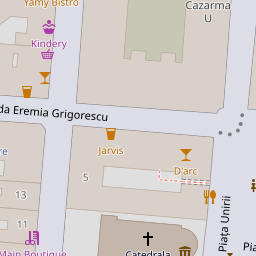 Yamy Bistro
Cazarma
U
Kindery
da Eremia Grigorescu
Jarvis
D'arc
5
13
11
Piața Unirii
Catedrala
Main Boutique